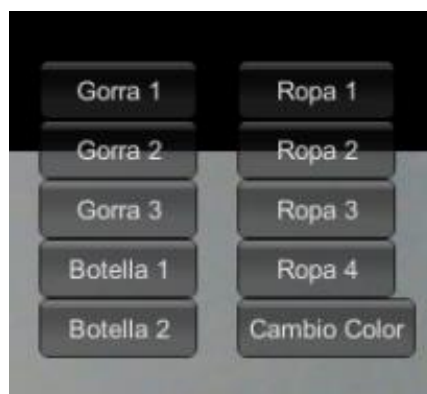 Gorra 1
Gorra 2
Gorra 3
Botella 1
Botella 2
Ropa 1
Ropa 2
Ropa 3
Ropa 4
Cambio Color